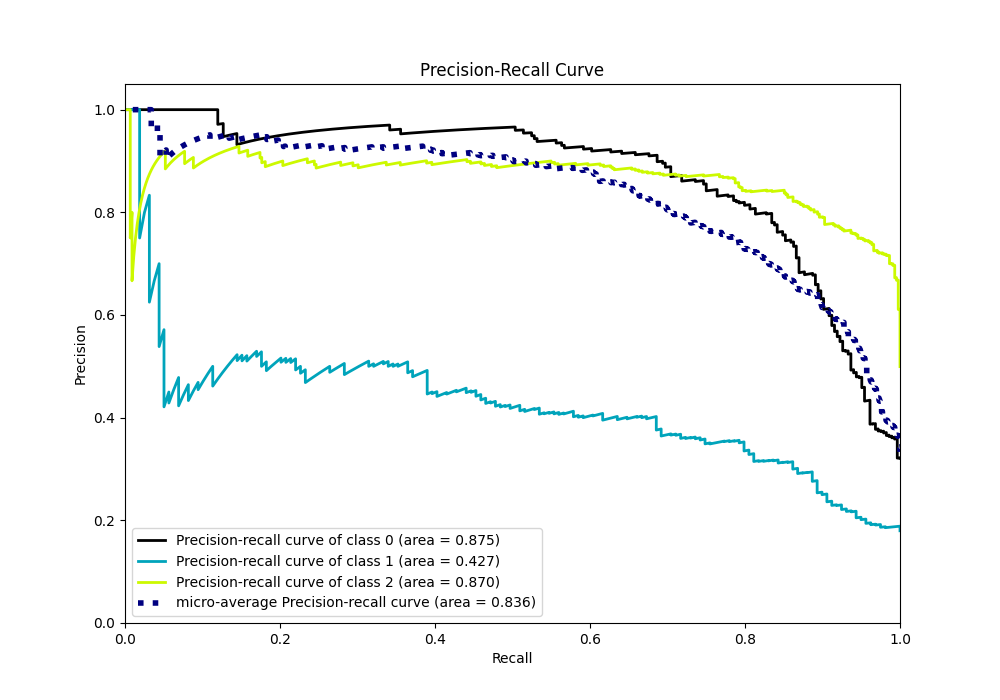 Precision-Recall Curve
1.0
0.8
0.6
0.4
0.2
0.0
Precision
Precision-recall curve of class 0 (area = 0.875)
Precision-recall curve of class 1 (area = 0.427)
Precision-recall curve of class 2 (area = 0.870)
micro-average Precision-recall curve (area = 0.836)
0.0 0.2 0.4 0.6 0.8 1.0
Recall